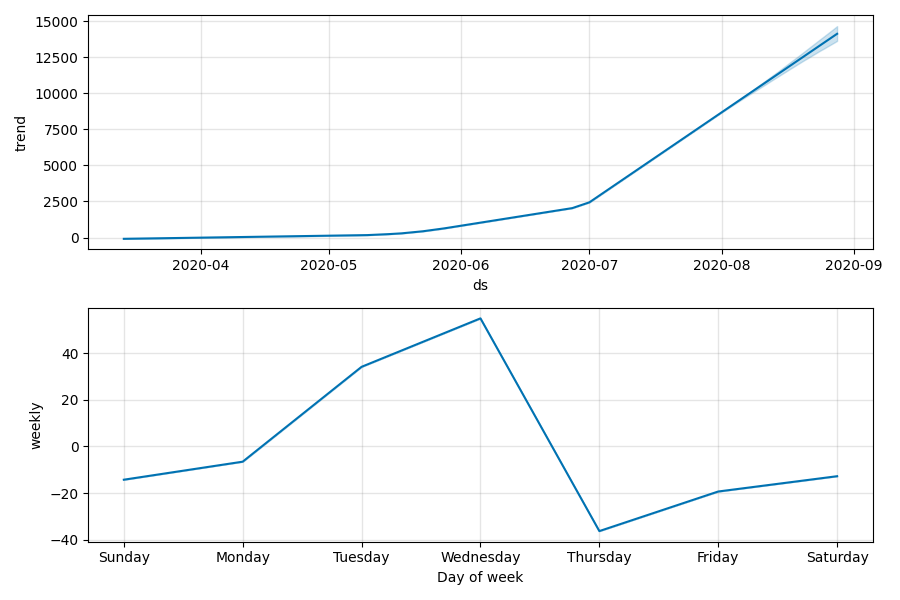 15000
12500
10000
7500
5000
2500
0
trend
2020-04 2020-05 2020-06 2020-07 2020-08 2020-09
ds
40
20
0
−20
−40
weekly
Sunday Monday Tuesday Wednesday Thursday Friday Saturday
Day of week